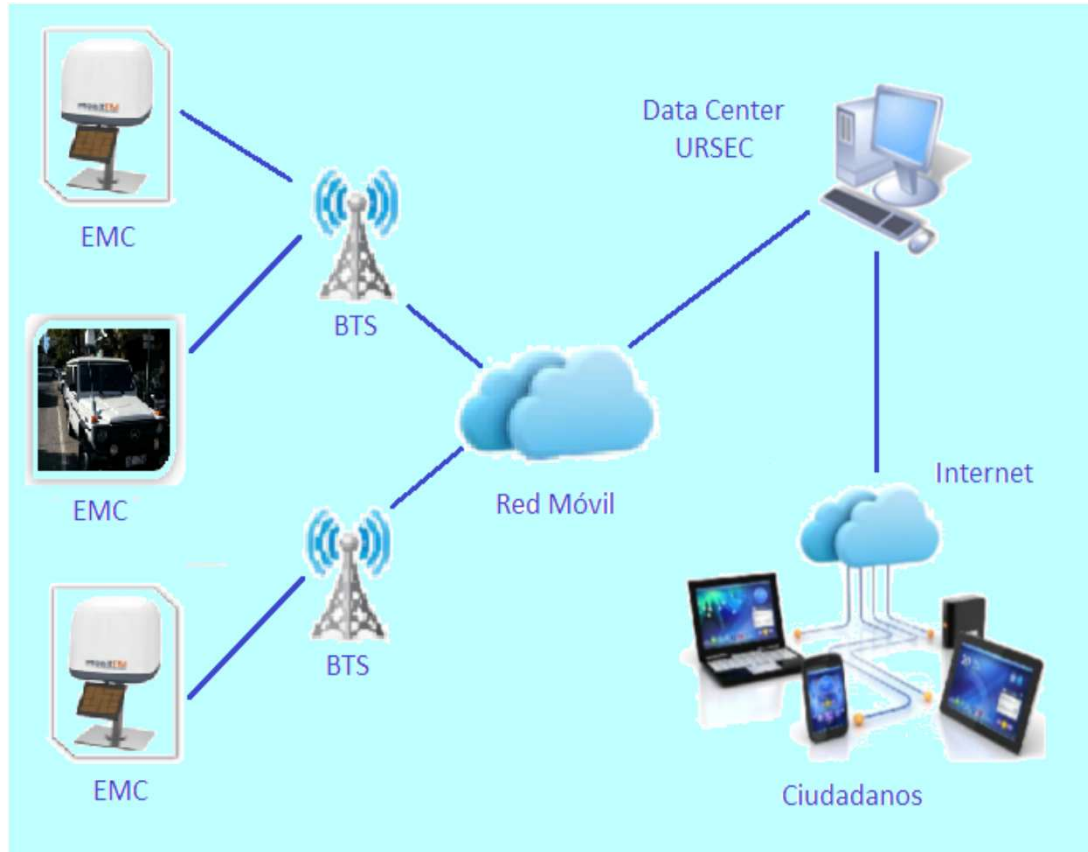 EMC
EMC
EMC
BTS
BTS
Red Móvil
Data Center
URSEC
Internet
Ciudadanos